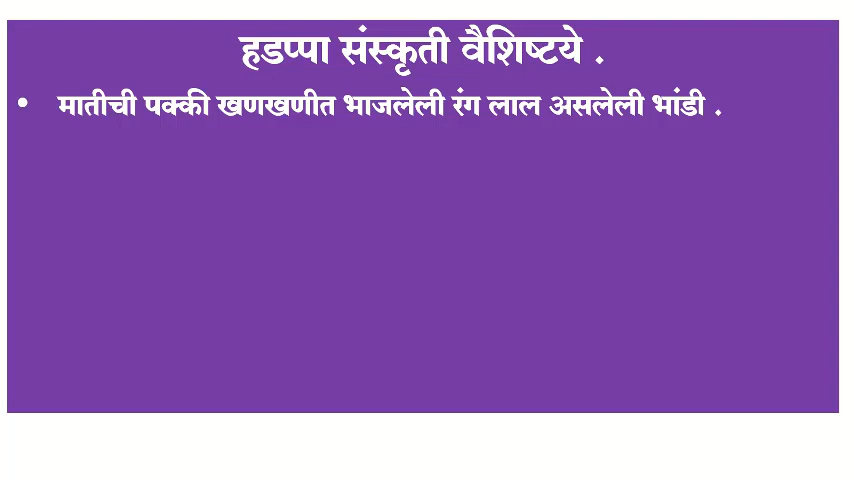 हडप्पा संस्कृती वैशिष्टये .
• मातीची पक्की खणखणीत भाजलेली रंग लाल असलेली भांडी .